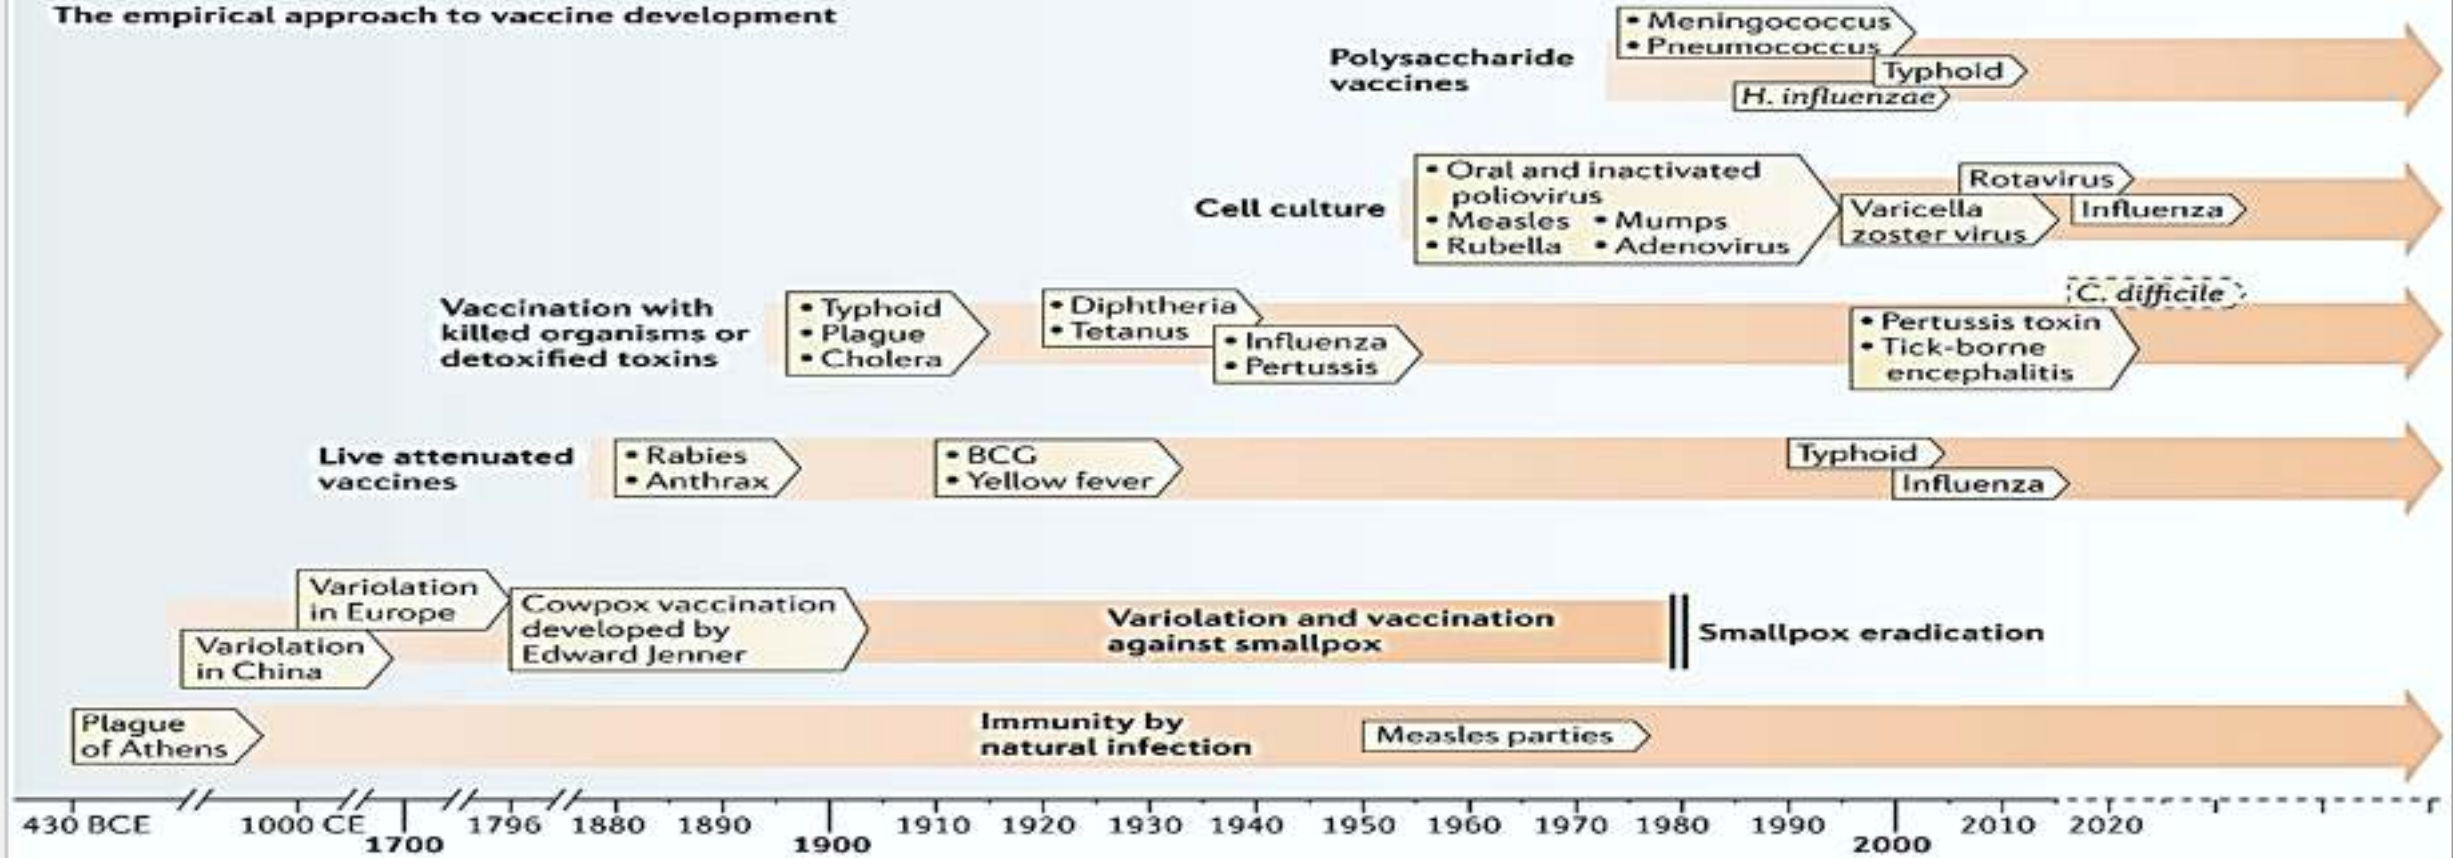 The empirical approach to vaccine development
Polysaccharide
vaccines
• Meningococcus
• Pneumococcus
Typhoid
H. influenzae
Cell culture
• Oral and inactivated
poliovirus
• Measles • Mumps
• Rubella • Adenovirus
Rotavirus
Varicella
zoster virus
Influenza
Vaccination with
killed organisms or
detoxified toxins
• Typhoid
• Plague
• Cholera
• Diphtheria
• Tetanus
• Influenza
• Pertussis
C. difficile
• Pertussis toxin
• Tick-borne
encephalitis
Live attenuated
vaccines
• Rabies
• Anthrax
• BCG
• Yellow fever
Typhoid
Influenza
Variolation
in Europe
Variolation
in China
Cowpox vaccination
developed by
Edward Jenner
Variolation and vaccination
against smallpox
Smallpox eradication
Plague
of Athens
Immunity by
natural infection
Measles parties
430 BCE 1000 CE 1700 1796 1880 1890 1900 1910 1920 1930 1940 1950 1960 1970 1980 1990 2000 2010 2020